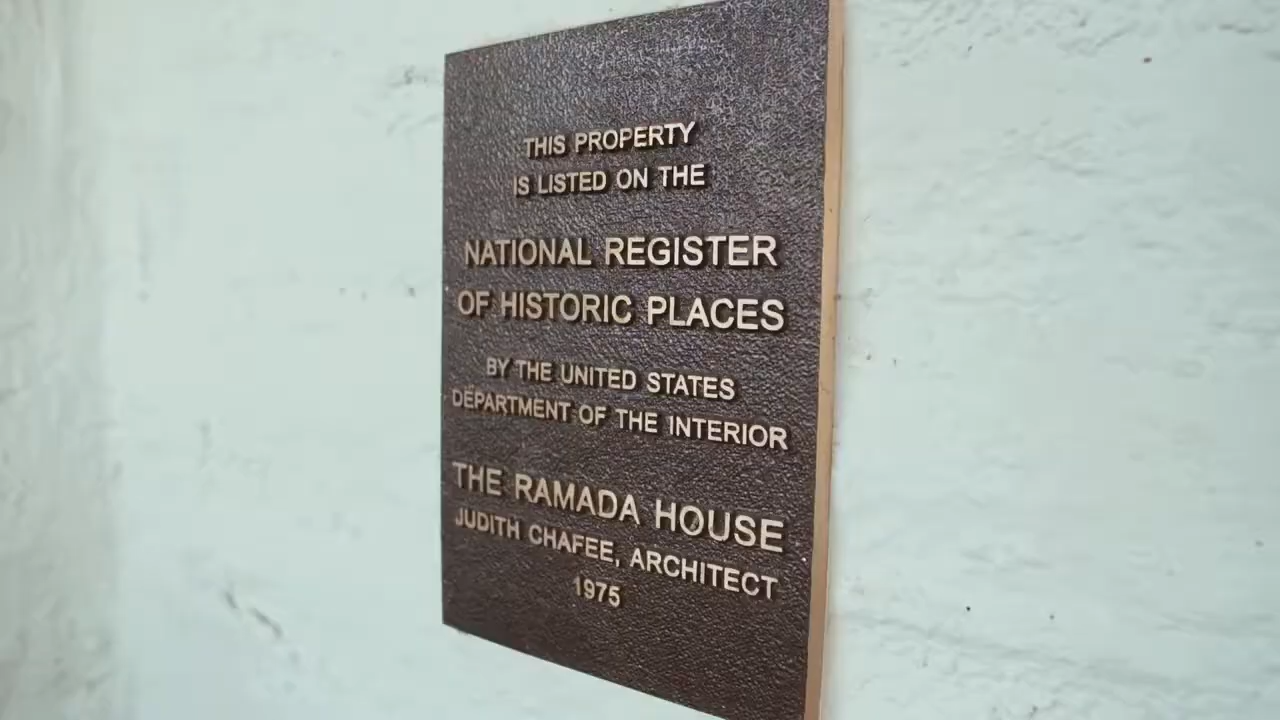 THIS PROPERTY
IS LISTED ON THE
NATIONAL REGISTER
OF HISTORIC PLACES
BY THE UNITED STATES
DEPARTMENT OF THE INTERIOR
THE RAMADA HOUSE
JUDITH CHAFEE, ARCHITECT
1975